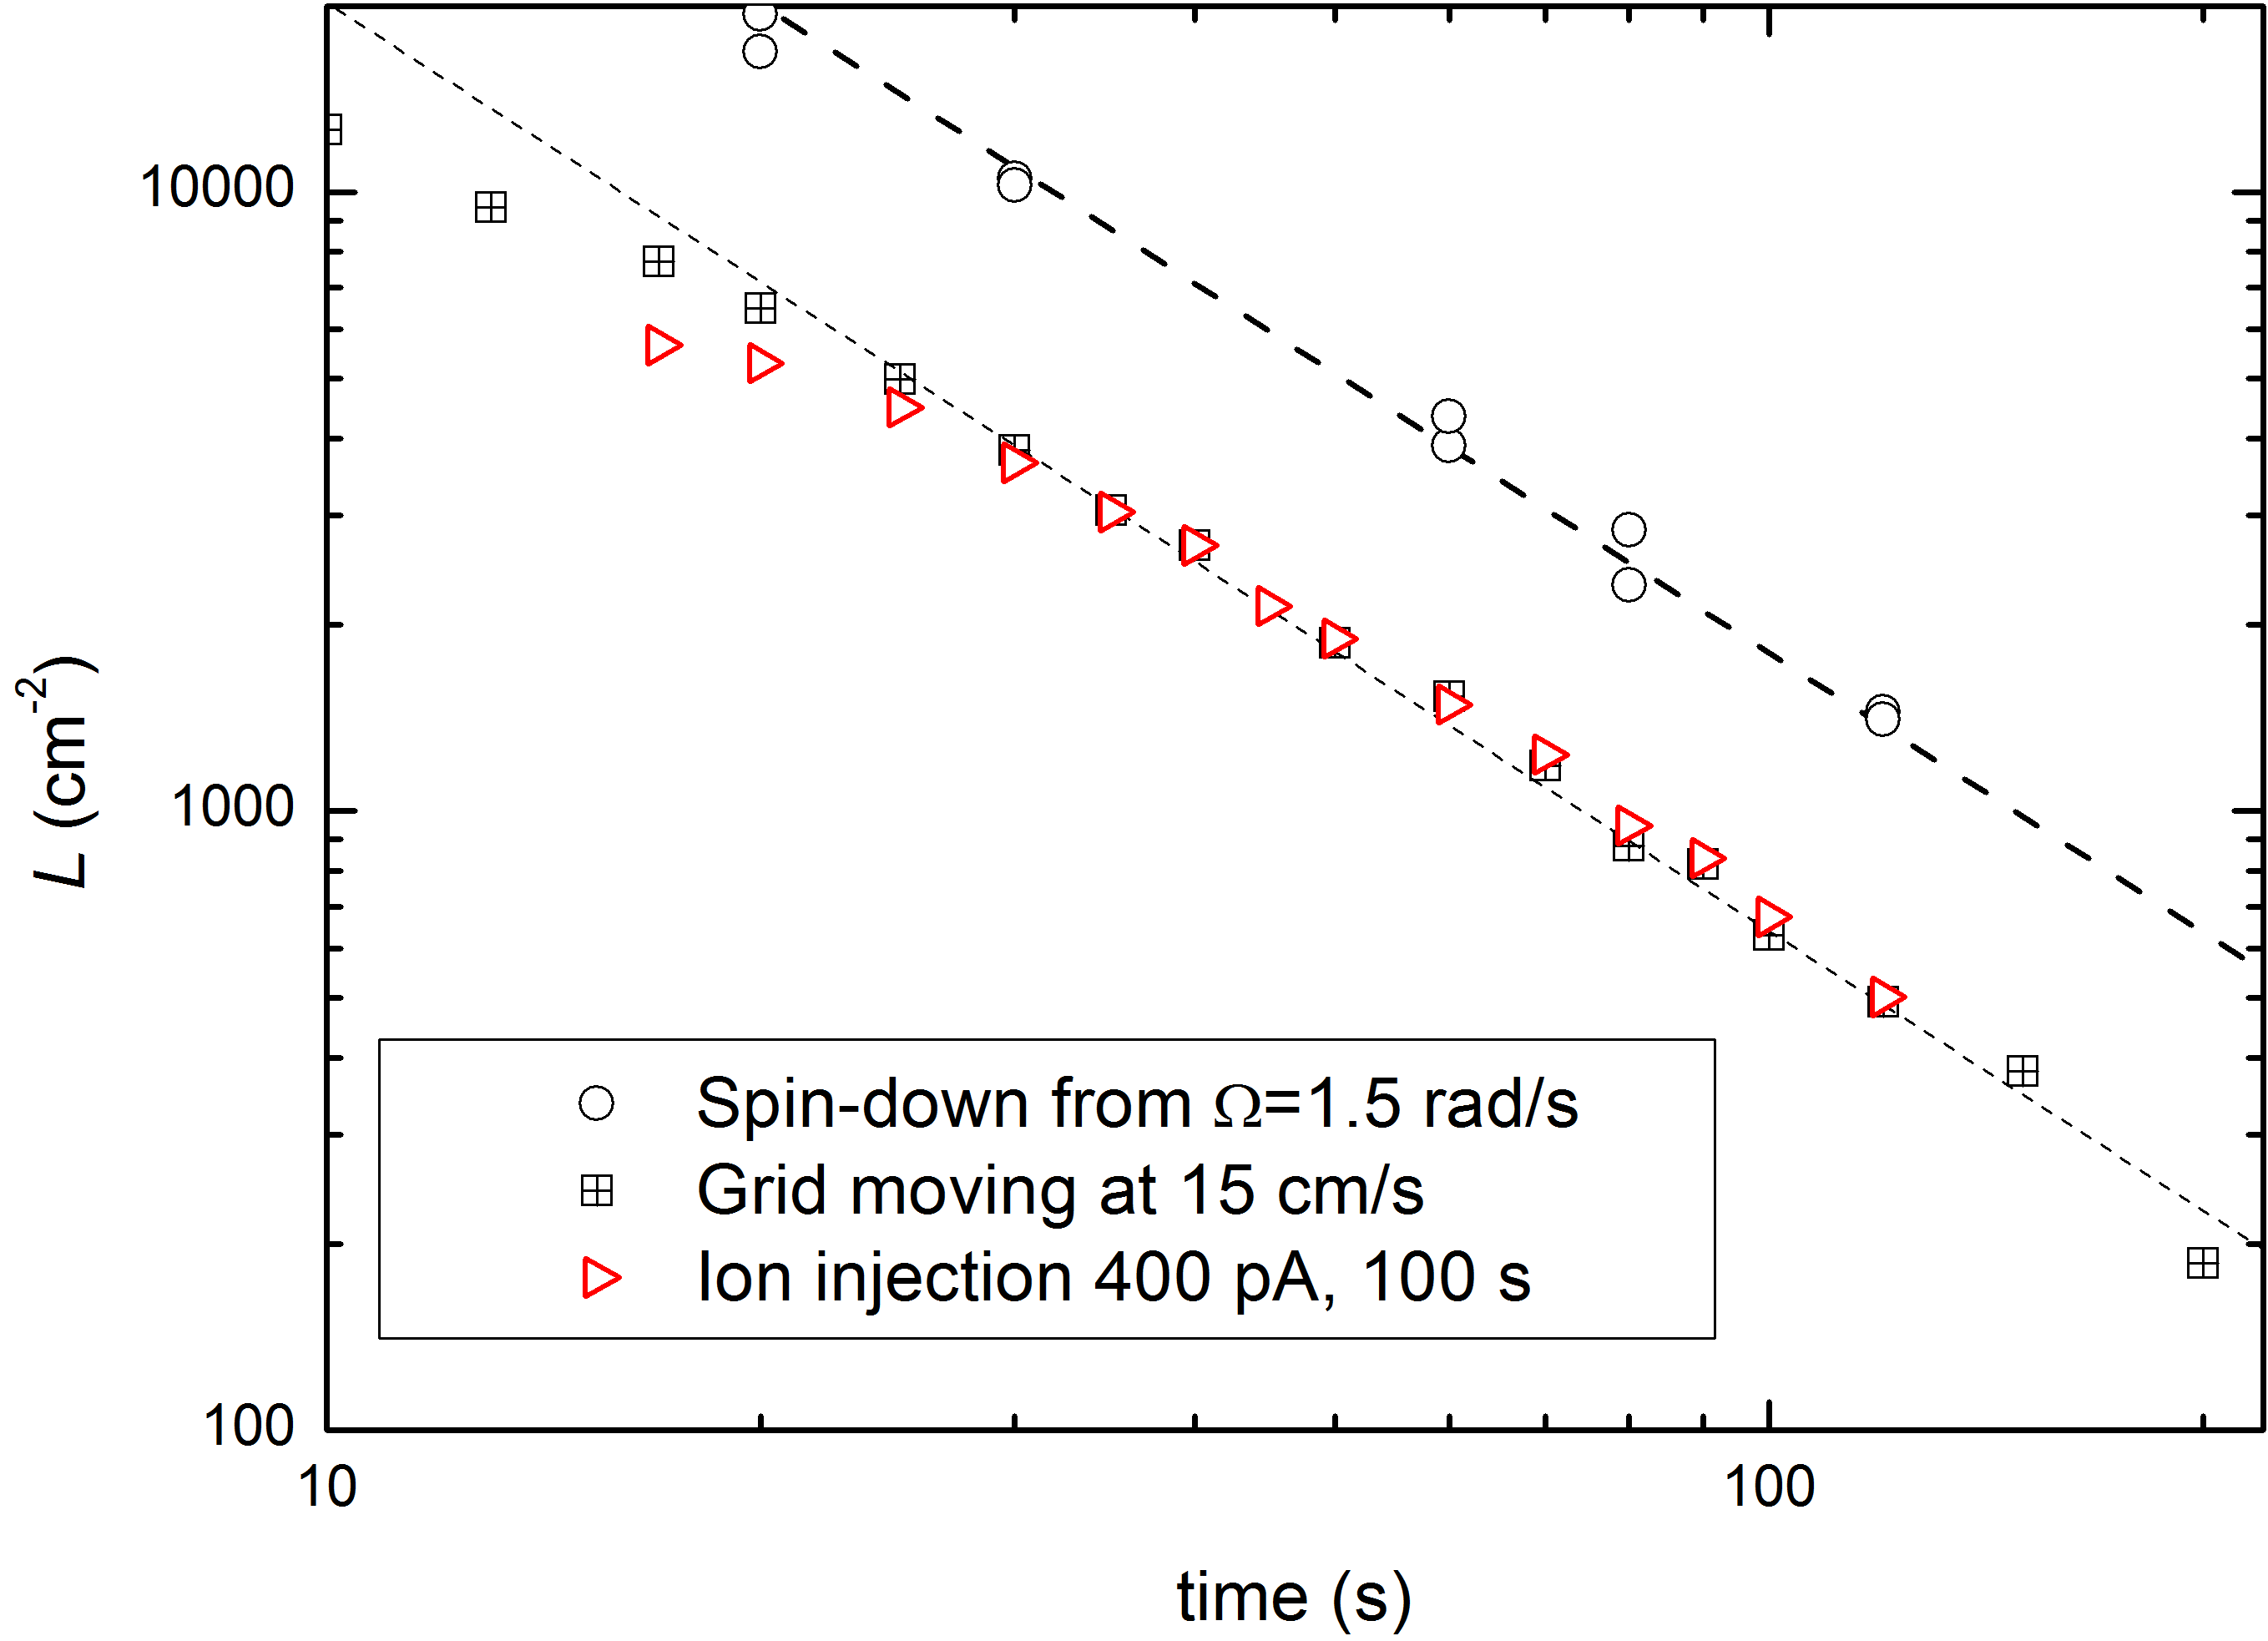 10000
1000
100
L (cm-2)
Spin-down from Ω=1.5 rad/s
Grid moving at 15 cm/s
Ion injection 400 pA, 100 s
10
100
time (s)